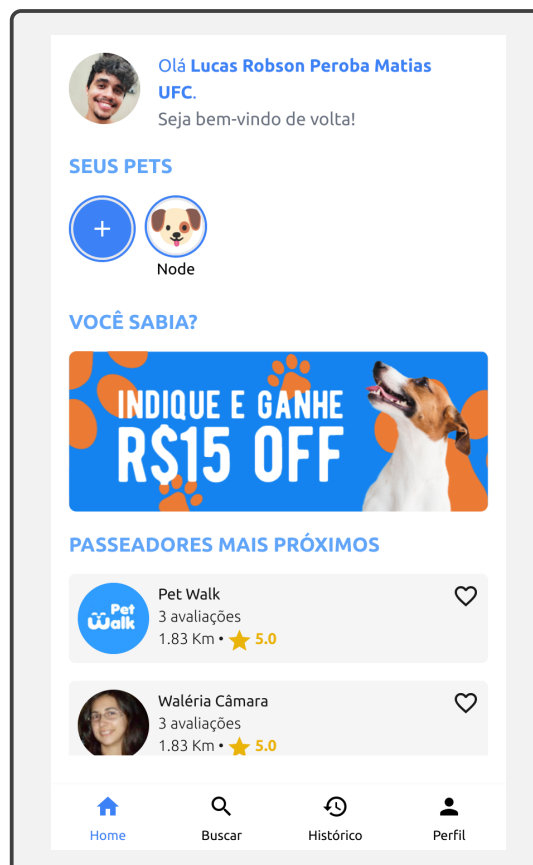 Olá Lucas Robson Peroba Matias
UFC.
Seja bem-vindo de volta!
SEUS PETS
+
Node
VOCÊ SABIA?
INDIQUE E GANHE
R$15 OFF
PASSEADORES MAIS PRÓXIMOS
Pet Walk
Pet
Walk
3 avaliações
1.83 Km • ★ 5.0
Waléria Câmara
3 avaliações
1.83 Km • ★ 5.0
Home
Buscar
Histórico
Perfil